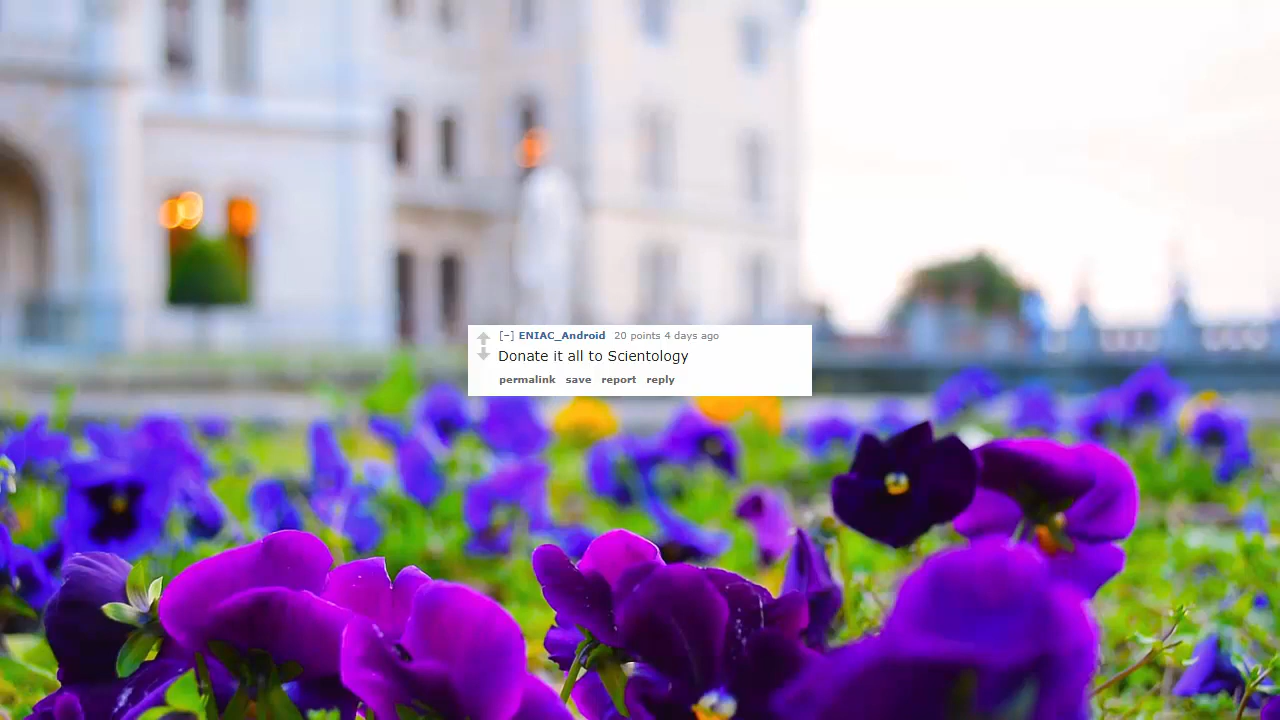 [–] ENIAC_Android 20 points 4 days ago
Donate it all to Scientology
permalink save report reply